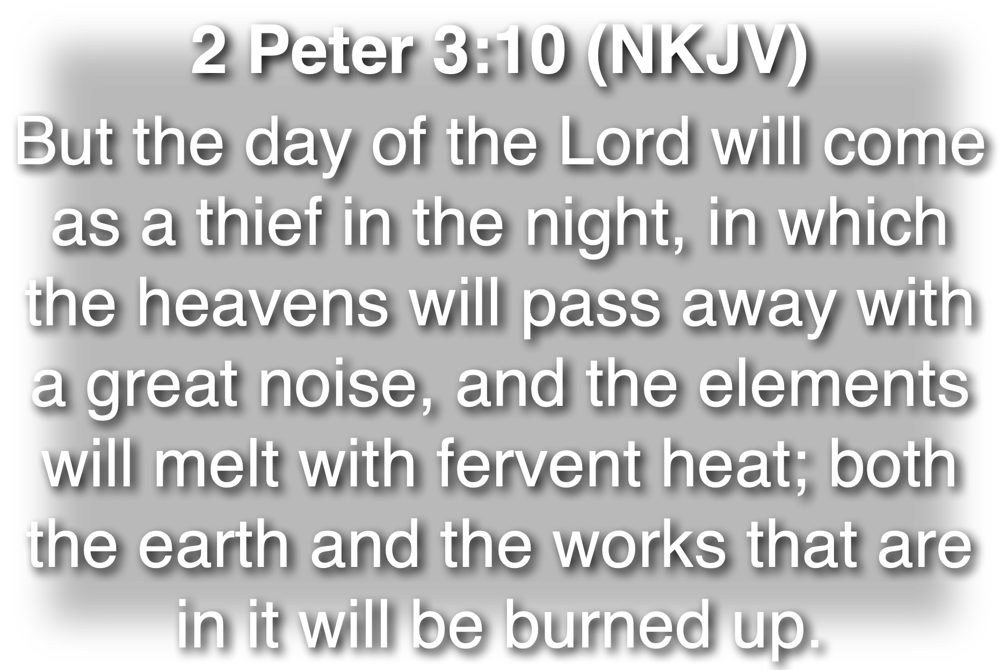 2 Peter 3:10 (NKJV)
But the day of the Lord will come
as a thief in the night, in which
the heavens will pass away with
a great noise, and the elements
will melt with fervent heat; both
the earth and the works that are
in it will be burned up.